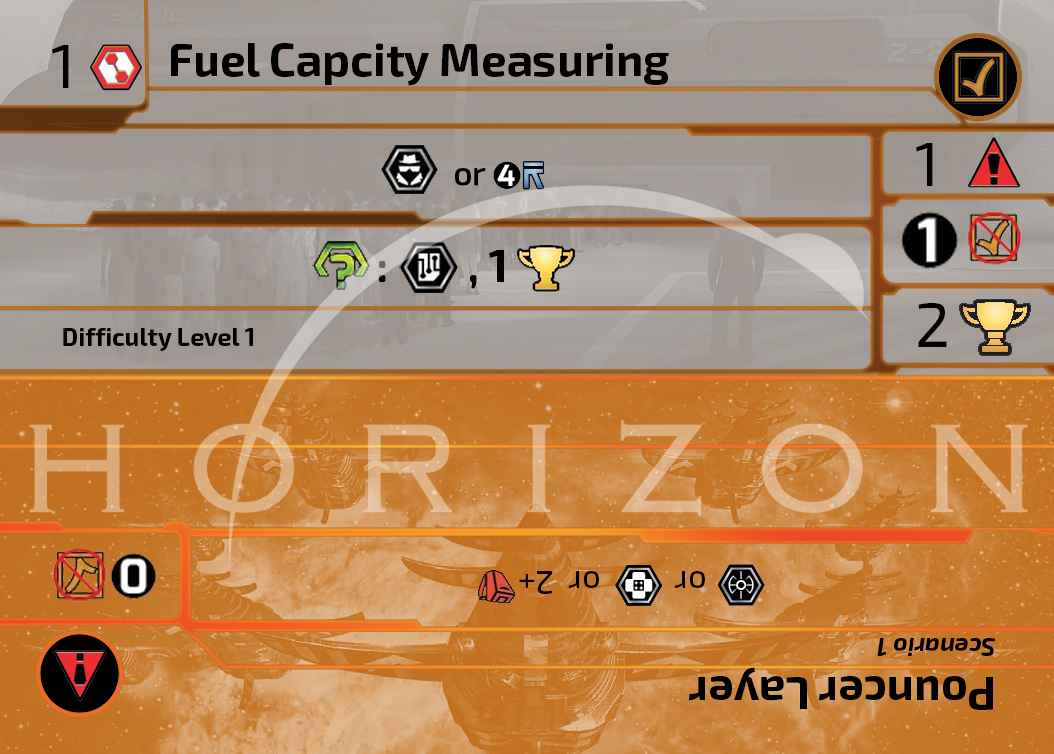 1 Fuel Capcity Measuring
or 4
: , 1
Difficulty Level 1
1
1
2
HORIZON
Pouncer Layer
Scenario 1
or or 2+
0